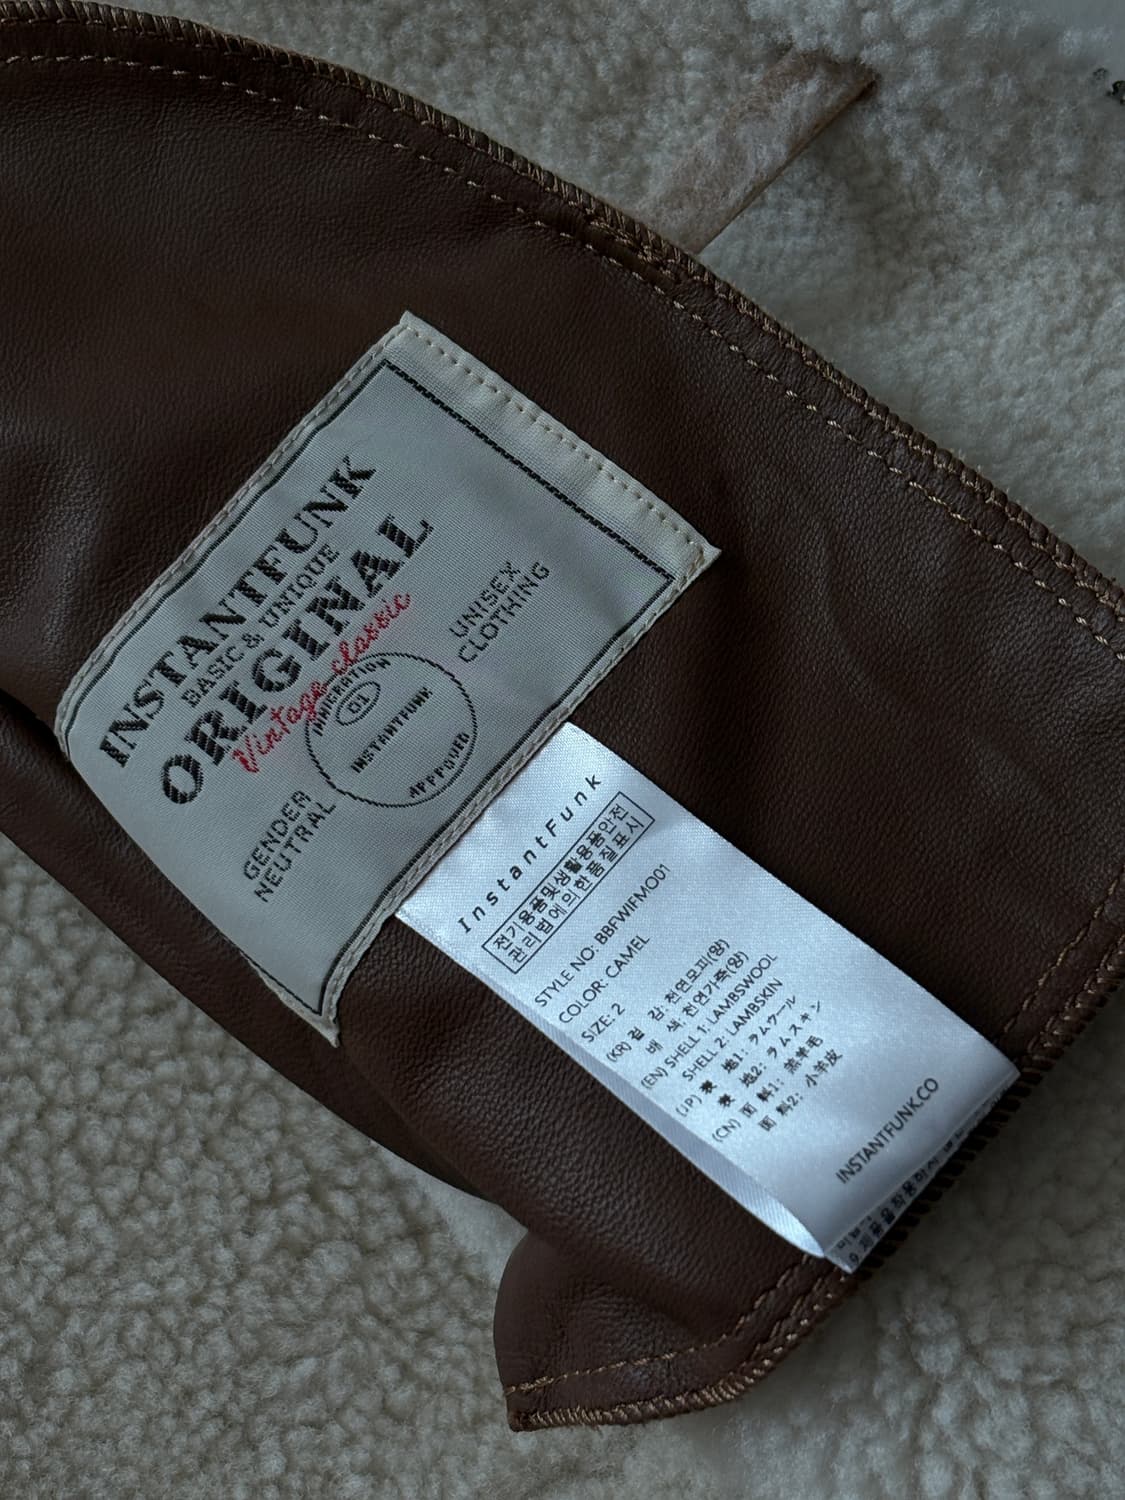 INSTANTFUNK
BASIC & UNIQUE
ORIGINAL
Vintage-classic
GENDER
NEUTRAL
IMMIGRATION
01
INSTANTFUNK
APPROVED
UNISEX
CLOTHING
InstantFunk
전기용품및생활용품안전
관리법에의한품질표시
STYLE NO: BBFWIFMO01
COLOR: CAMEL
SIZE: 2
(KR) 겉 감: 천연모피(양)
배 색: 천연가죽(양)
(EN) SHELL 1: LAMBSWOOL
SHELL 2: LAMBSKIN
(JP) 表 地1: ラムウール
表 地2: ラムスキン
(CN) 面 料1: 羔羊毛
面 料2: 小羊皮
INSTANTFUNK.CO